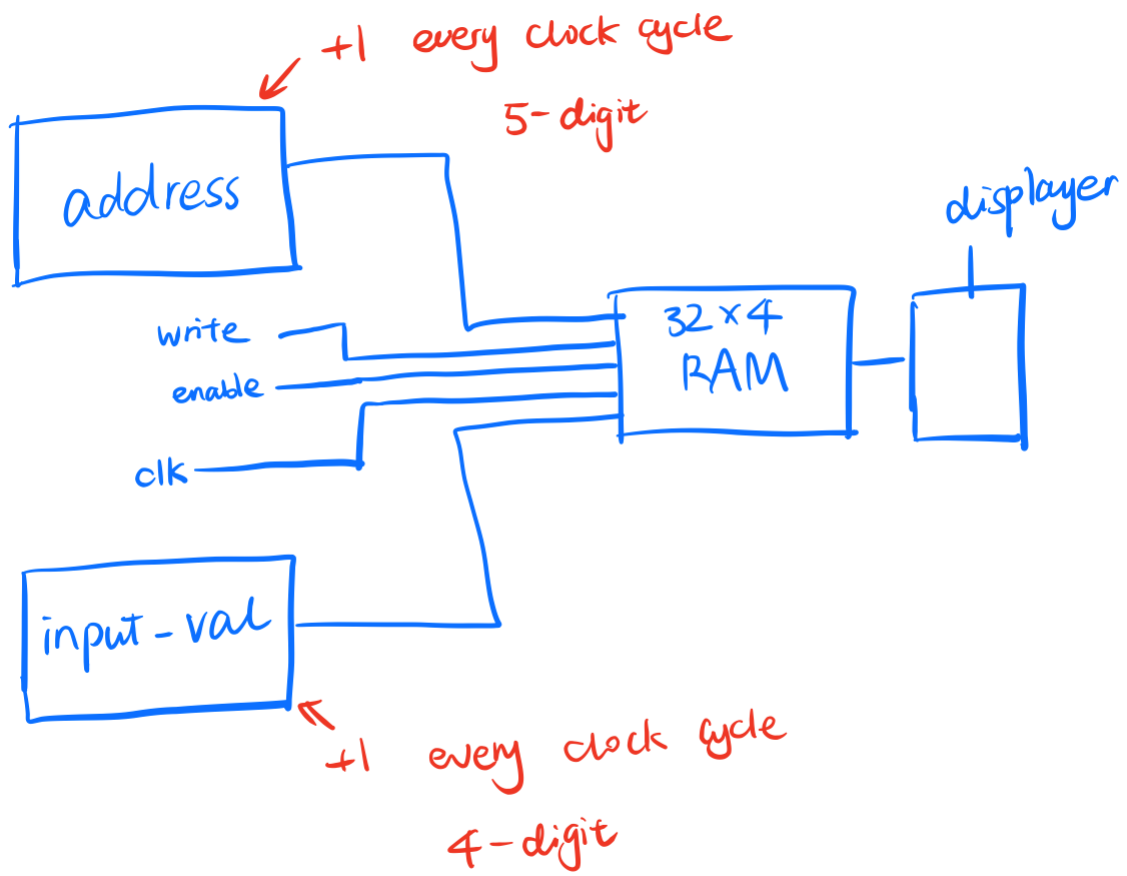 +1 every clock cycle
5-digit
address
displayer
write
32×4
RAM
enable
clk
input-val
+1 every clock cycle
4-digit